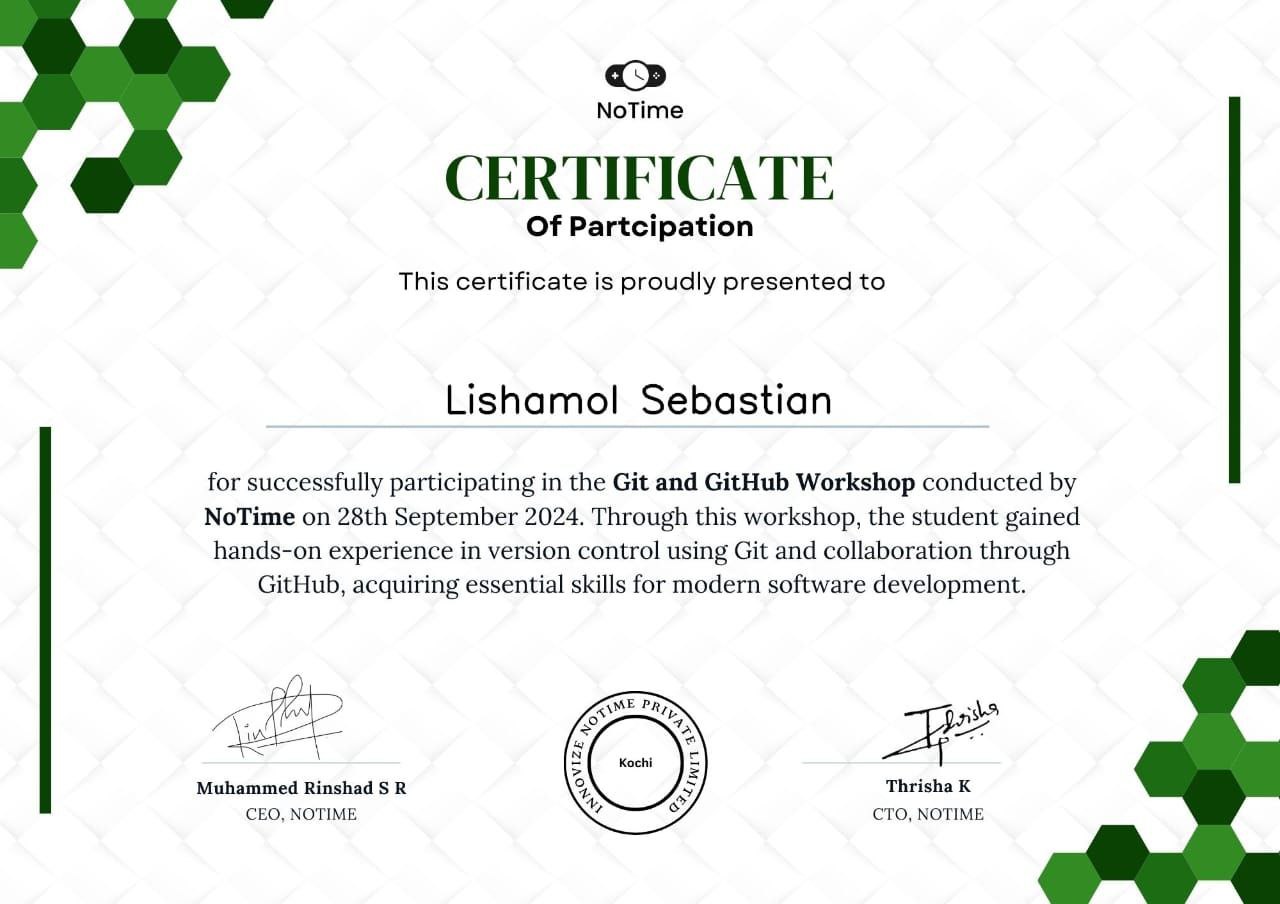 NoTime
CERTIFICATE
Of Partcipation
This certificate is proudly presented to
Lishamol Sebastian
for successfully participating in the Git and GitHub Workshop conducted by
NoTime on 28th September 2024. Through this workshop, the student gained
hands-on experience in version control using Git and collaboration through
GitHub, acquiring essential skills for modern software development.
Thrisha
Muhammed Rinshad S R
CEO, NOTIME
INNOVIZE NOTIME PRIVATE LIMITED
Kochi
Thrisha K
CTO, NOTIME